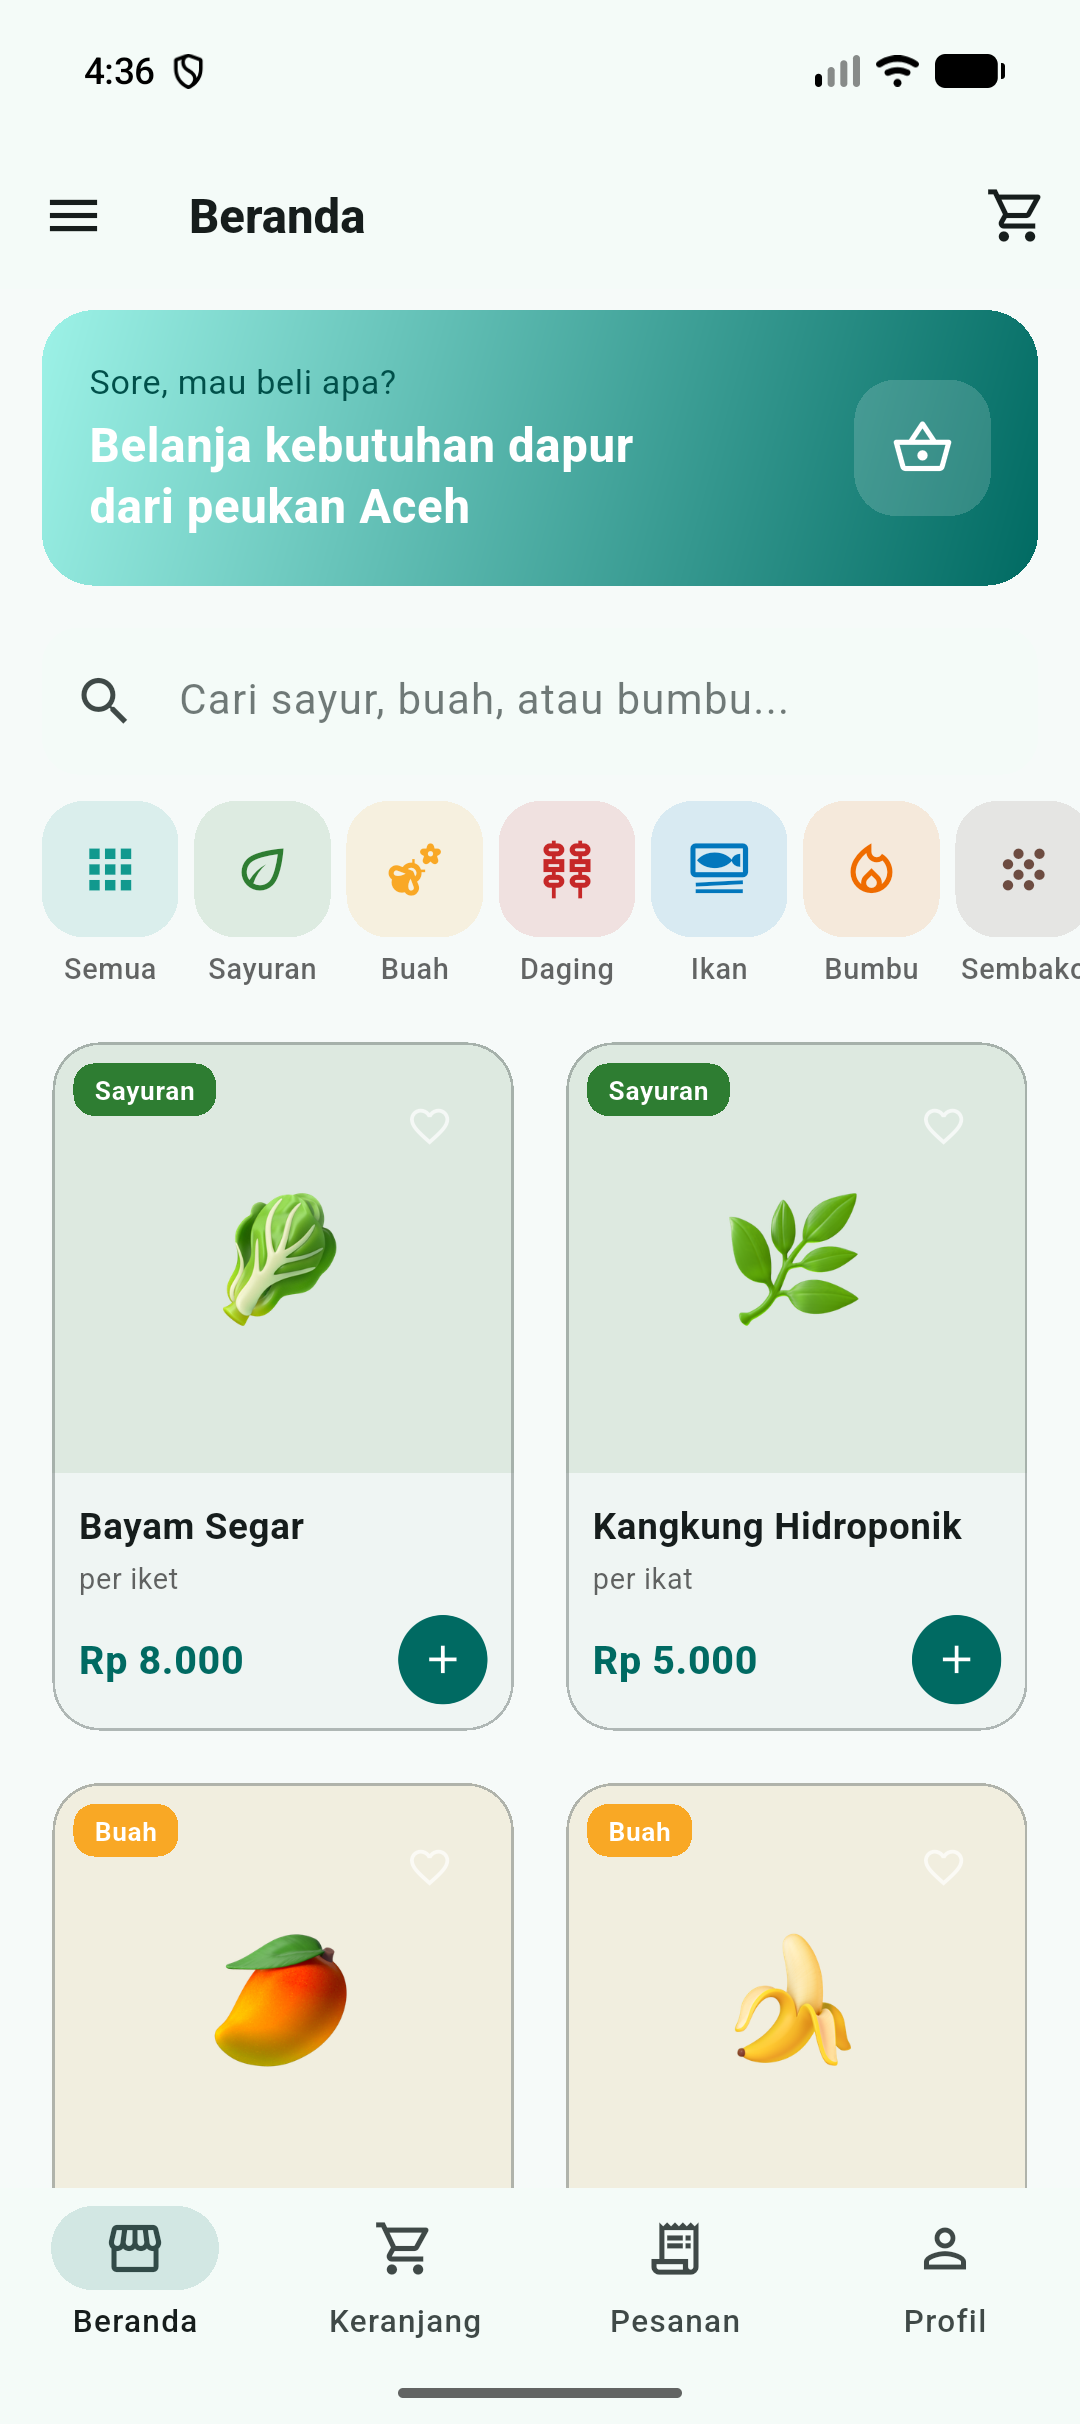 4:36
Beranda
Sore, mau beli apa?
Belanja kebutuhan dapur
dari peukan Aceh
Cari sayur, buah, atau bumbu...
Semua
Sayuran
Buah
Daging
Ikan
Bumbu
Sembako
Sayuran
Bayam Segar
per iket
Rp 8.000
Sayuran
Kangkung Hidroponik
per ikat
Rp 5.000
Buah
Buah
Beranda
Keranjang
Pesanan
Profil